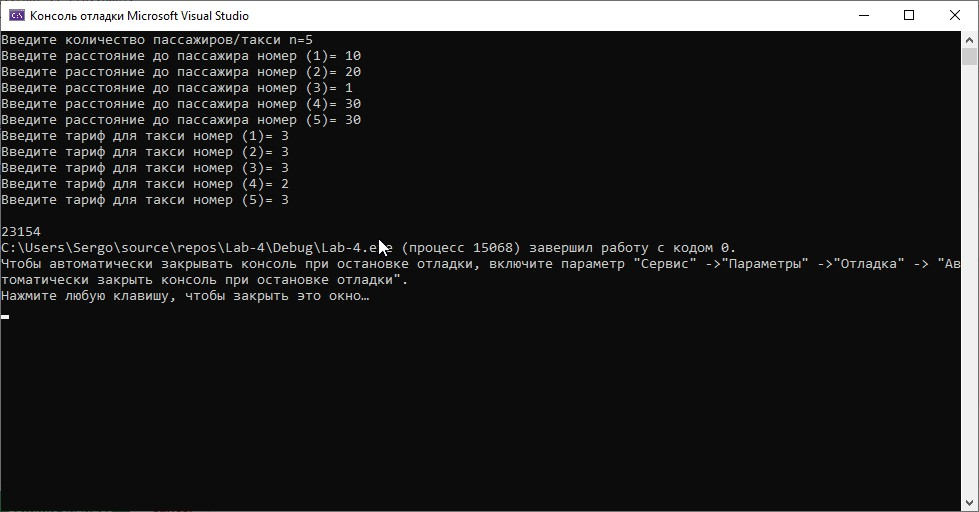 Консоль отладки Microsoft Visual Studio
Введите количество пассажиров/такси n=5
Введите расстояние до пассажира номер (1)= 10
Введите расстояние до пассажира номер (2)= 20
Введите расстояние до пассажира номер (3)= 1
Введите расстояние до пассажира номер (4)= 30
Введите расстояние до пассажира номер (5)= 30
Введите тариф для такси номер (1)= 3
Введите тариф для такси номер (2)= 3
Введите тариф для такси номер (3)= 3
Введите тариф для такси номер (4)= 2
Введите тариф для такси номер (5)= 3
23154
C:\Users\Sergo\source\repos\Lab-4\Debug\Lab-4.exe (процесс 15068) завершил работу с кодом 0.
Чтобы автоматически закрывать консоль при остановке отладки, включите параметр "Сервис" ->"Параметры" ->"Отладка" -> "Ав
томатически закрыть консоль при остановке отладки".
Нажмите любую клавишу, чтобы закрыть это окно…